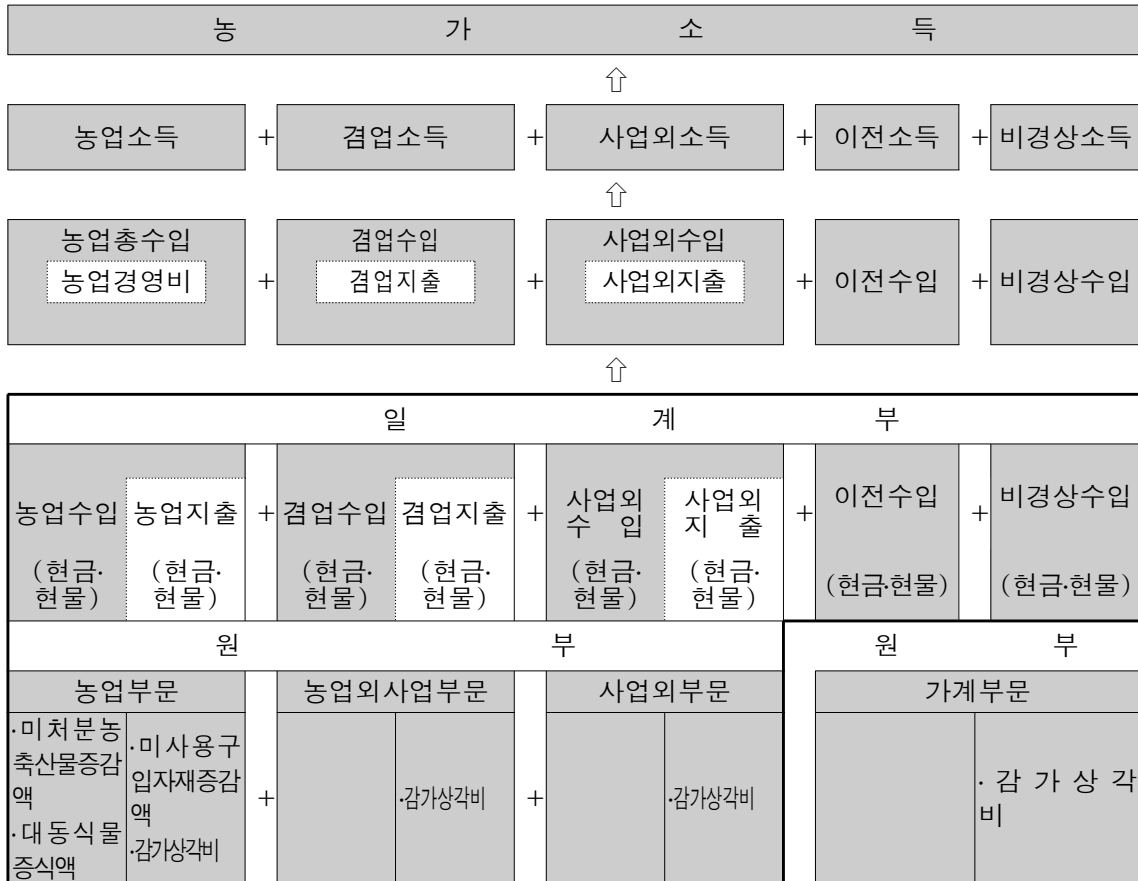 농 가 소 득
⇧
농업소득 + 겸업소득 + 사업외소득 + 이전소득 + 비경상소득
⇧
농업총수입 겸업수입 사업외수입
농업경영비 + 겸업지출 + 사업외지출 + 이전수입 + 비경상수입
⇧
일 계 부
농업수입 농업지출 + 겸업수입 겸업지출 + 사업외 수 입 사업외 지 출 + 이전수입 + 비경상수입
(현금·현물) (현금·현물) (현금·현물) (현금·현물) (현금·현물) (현금·현물) (현금·현물) (현금·현물)
원 부 원 부
농업부문 농업외사업부문 사업외부문 가계부문
·미처분농
축산물증감
액
·대동식물
증식액
·미사용구
입자재증감
액
·감가상각비
+
·감가상각비
+
·감가상각비
·감 가 상 각
비